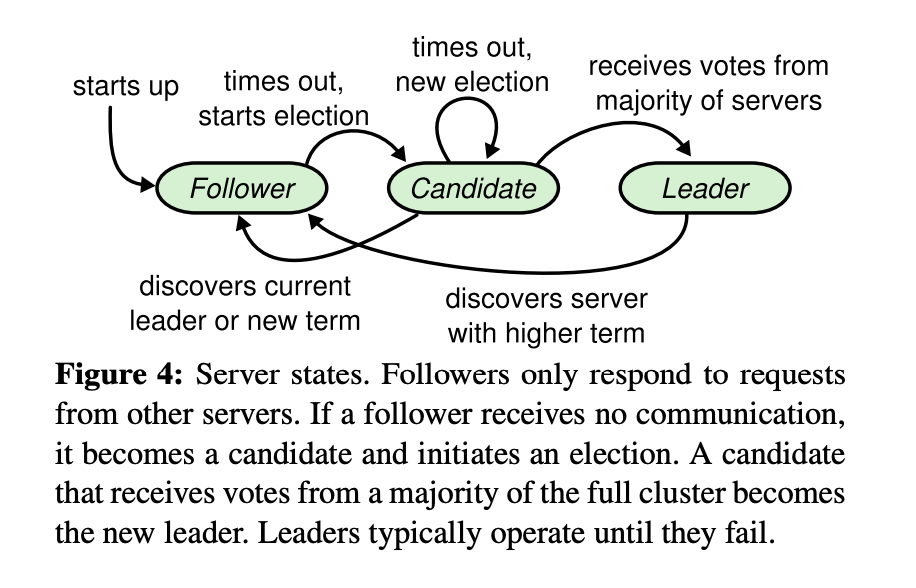 starts up
times out,
starts election
times out,
new election
receives votes from
majority of servers
Follower
Candidate
Leader
discovers current
leader or new term
discovers server
with higher term
Figure 4: Server states. Followers only respond to requests
from other servers. If a follower receives no communication,
it becomes a candidate and initiates an election. A candidate
that receives votes from a majority of the full cluster becomes
the new leader. Leaders typically operate until they fail.